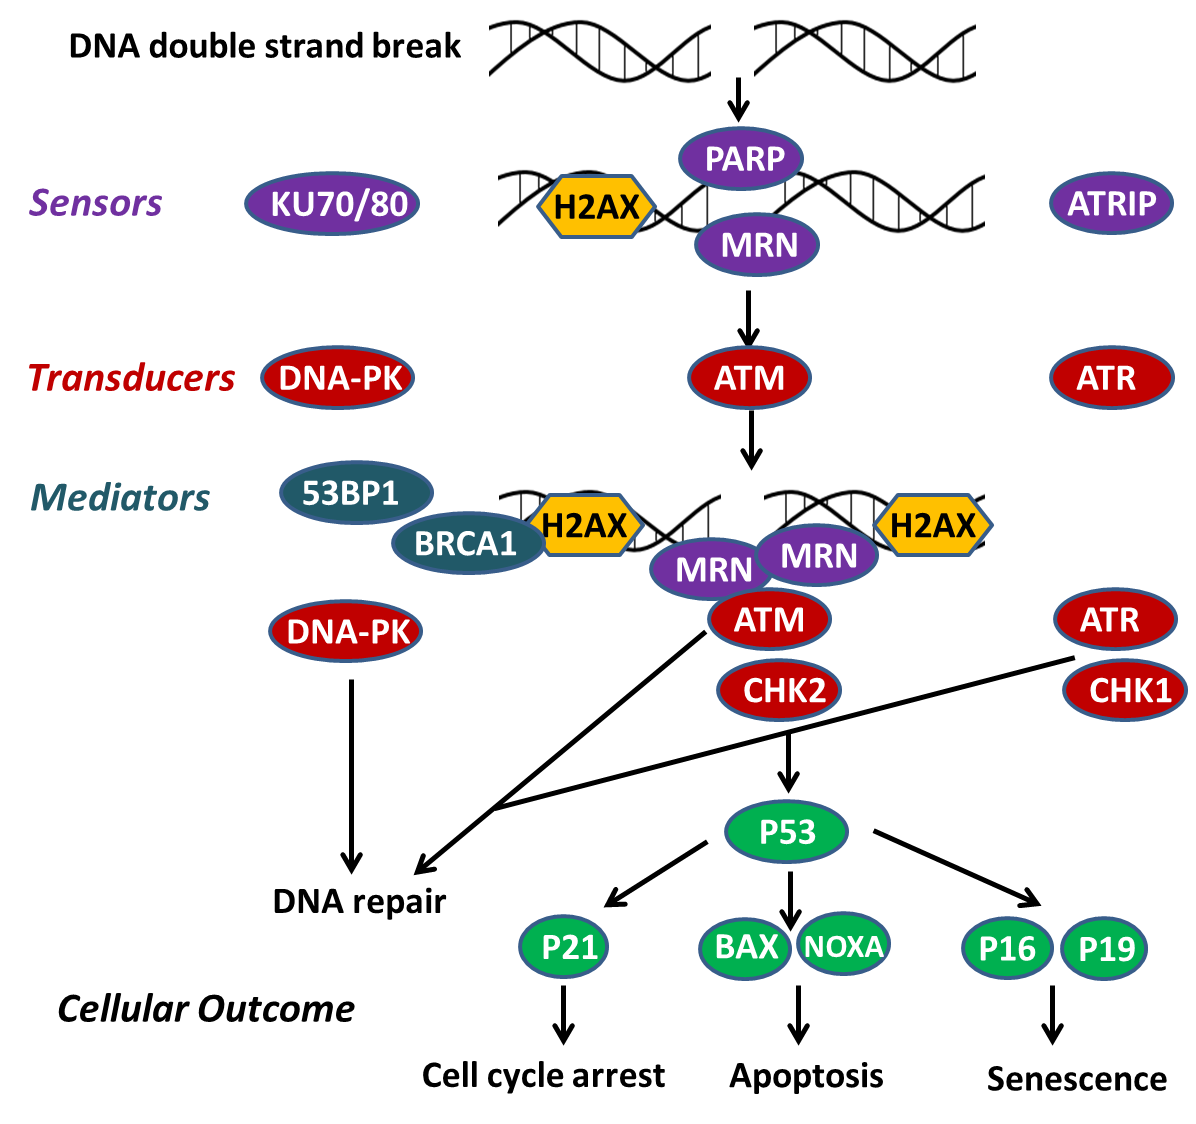 DNA double strand break
PARP
Sensors
KU70/80
H2AX
ATRIP
MRN
Transducers
DNA-PK
ATM
ATR
Mediators
53BP1
BRCA1
H2AX
H2AX
MRN
MRN
DNA-PK
ATM
ATR
CHK2
CHK1
P53
DNA repair
P21
BAX
NOXA
P16
P19
Cellular Outcome
Cell cycle arrest
Apoptosis
Senescence